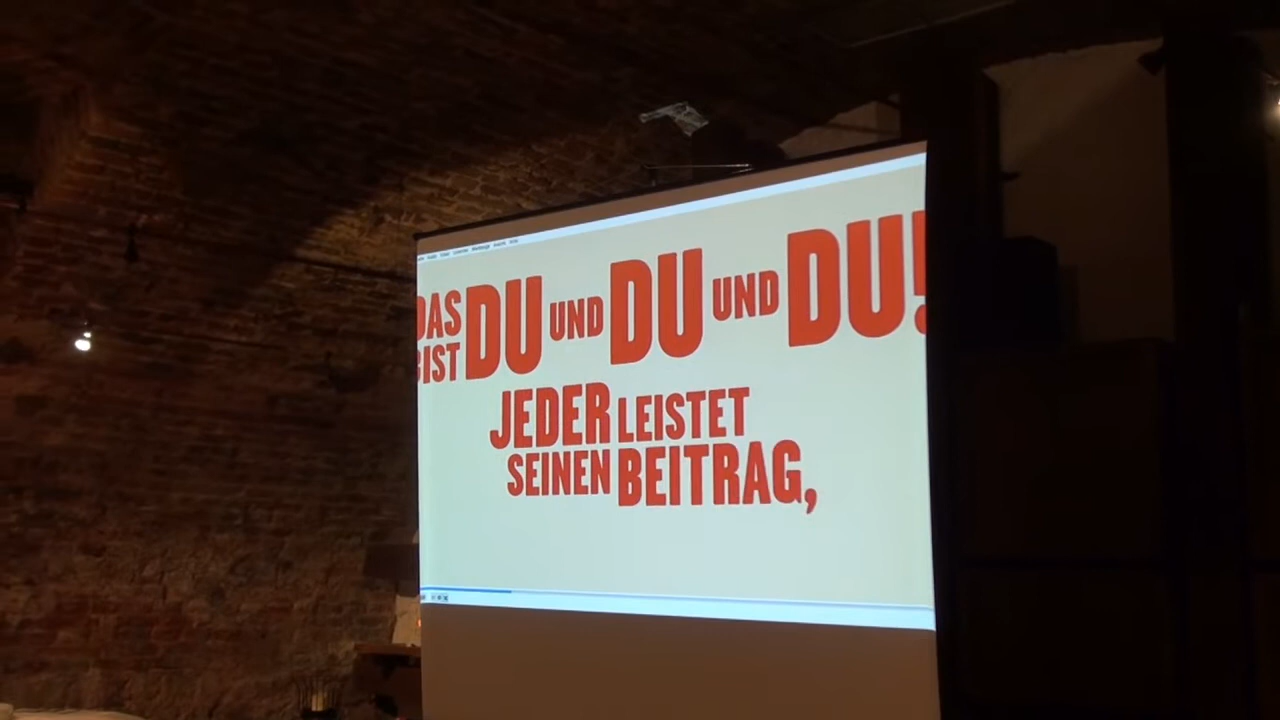 DAS DU UND DU UND DU!
IST
JEDER LEISTET
SEINEN BEITRAG,